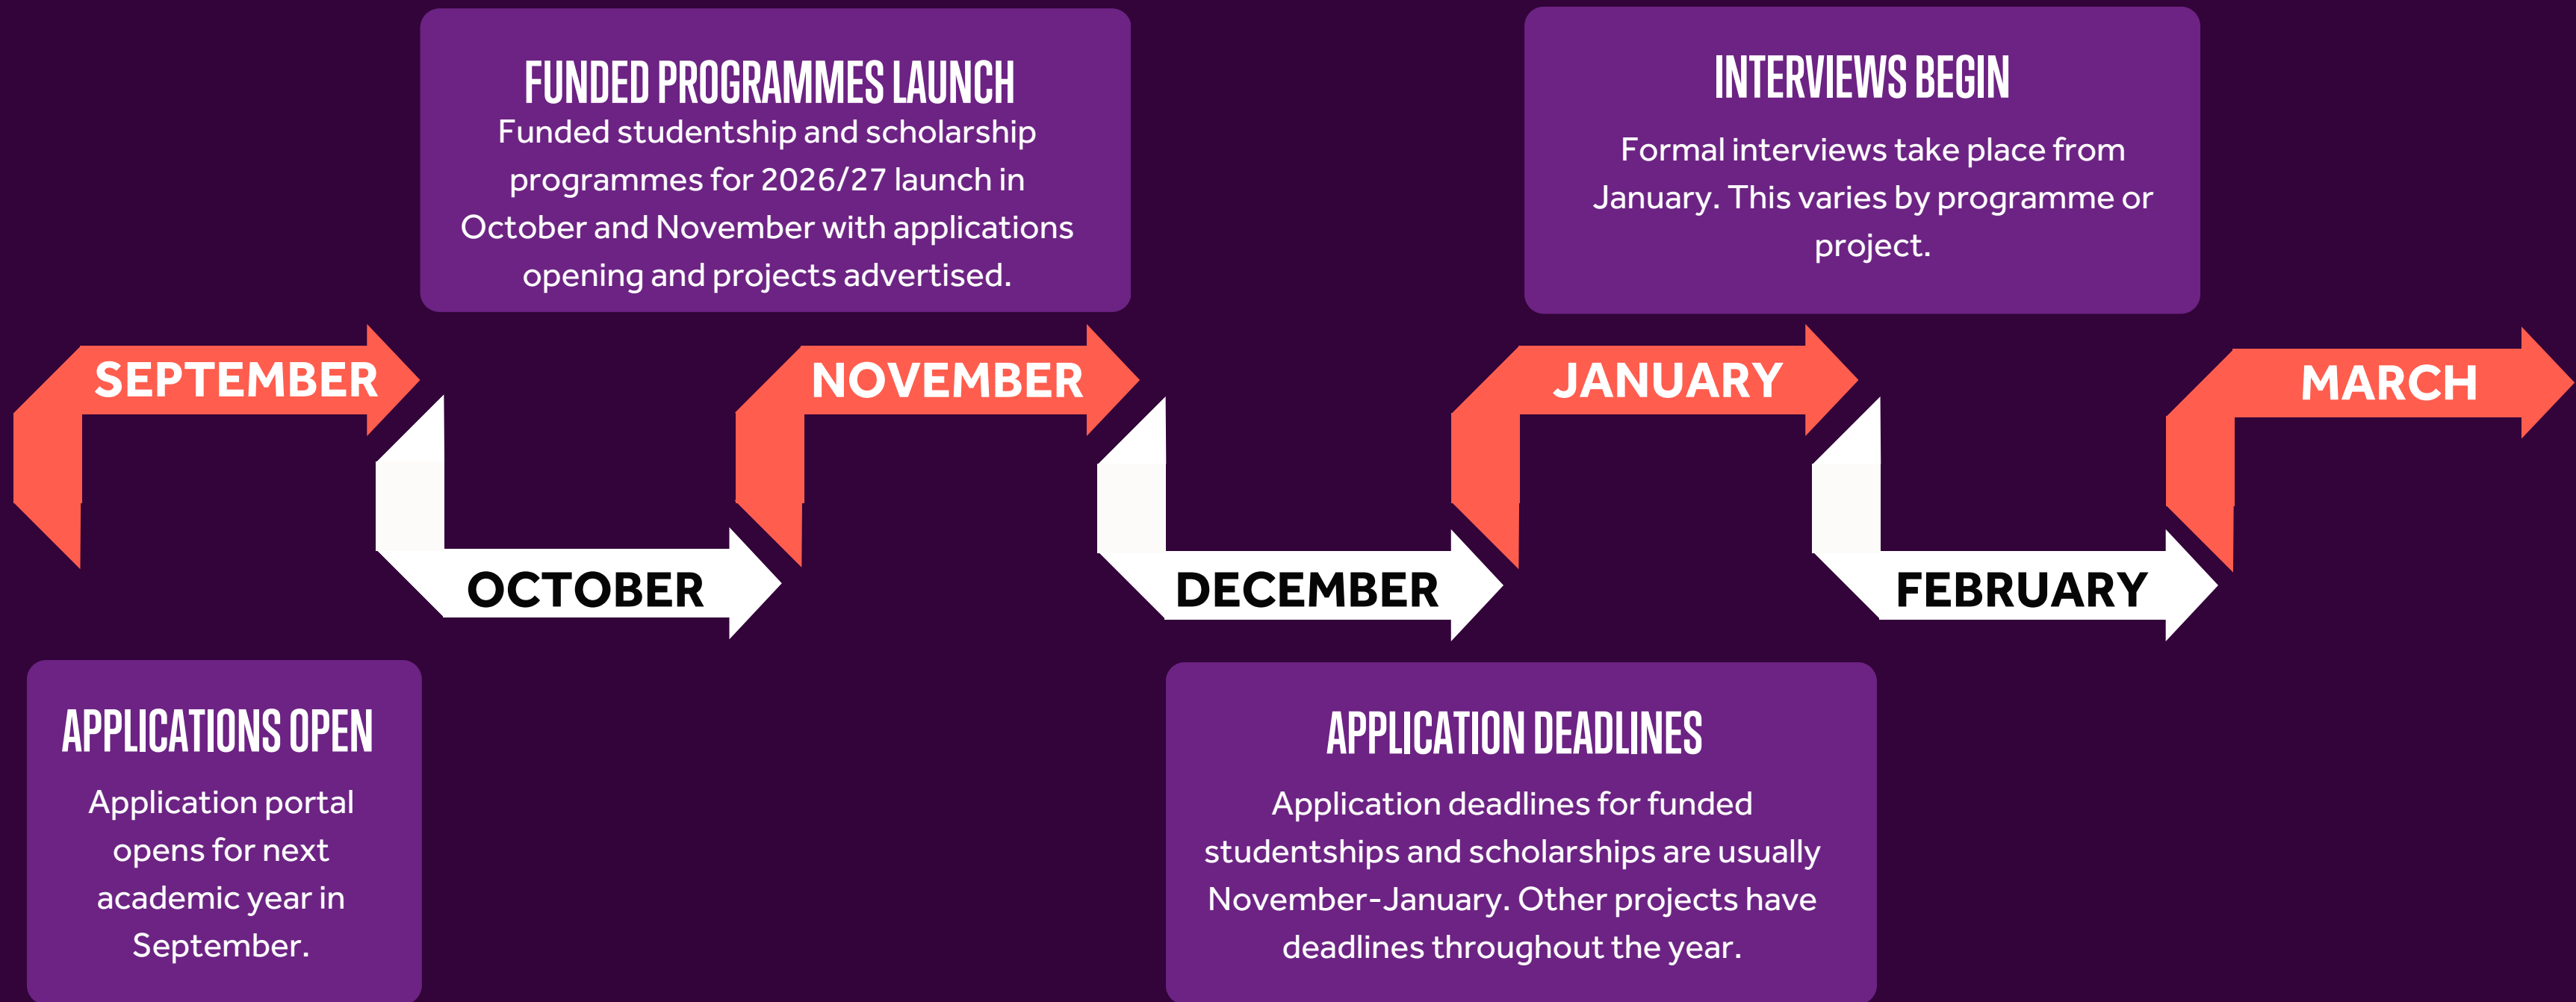 FUNDED PROGRAMMES LAUNCH
Funded studentship and scholarship
programmes for 2026/27 launch in
October and November with applications
opening and projects advertised.
INTERVIEWS BEGIN
Formal interviews take place from
January. This varies by programme or
project.
SEPTEMBER
NOVEMBER
JANUARY
MARCH
OCTOBER
DECEMBER
FEBRUARY
APPLICATIONS OPEN
Application portal
opens for next
academic year in
September.
APPLICATION DEADLINES
Application deadlines for funded
studentships and scholarships are usually
November-January. Other projects have
deadlines throughout the year.